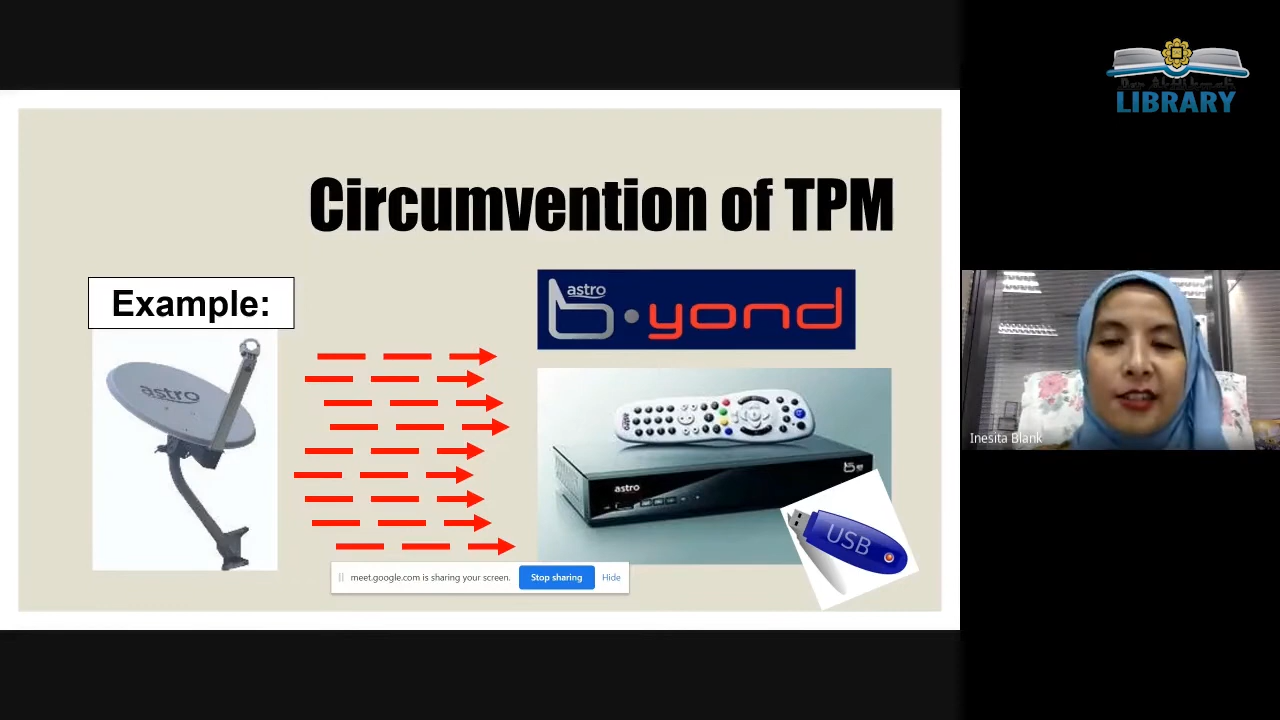 LIBRARY
Circumvention of TPM
Example:
astro
b•yond
astro
astro
USB
meet.google.com is sharing your screen.
Stop sharing
Hide
Inesita Blank